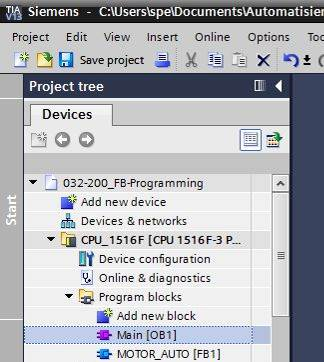 TIA
V13
Siemens - C:\Users\spe\Documents\Automatisier
Project Edit View Insert Online Options
Save project
Project tree
Devices
Start
032-200_FB-Programming
Add new device
Devices & networks
CPU_1516F [CPU 1516F-3 P...
Device configuration
Online & diagnostics
Program blocks
Add new block
Main [OB1]
MOTOR_AUTO [FB1]